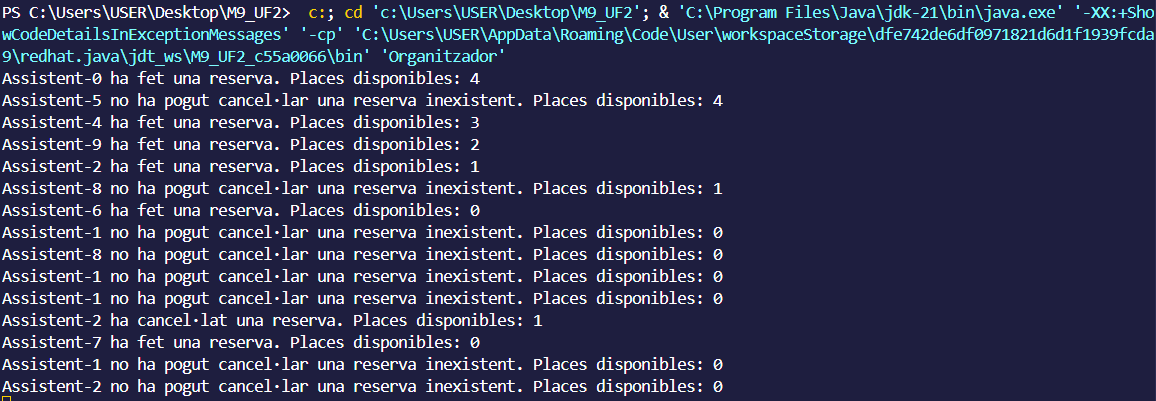 PS C:\Users\USER\Desktop\M9_UF2>  c:; cd 'c:\Users\USER\Desktop\M9_UF2'; & 'C:\Program Files\Java\jdk-21\bin\java.exe' '-XX:+Sho
wCodeDetailsInExceptionMessages' '-cp' 'C:\Users\USER\AppData\Roaming\Code\User\workspaceStorage\dfe742de6df0971821d6d1f1939fcda
9\redhat.java\jdt_ws\M9_UF2_c55a0066\bin' 'Organitzador'
Assistent-0 ha fet una reserva. Places disponibles: 4
Assistent-5 no ha pogut cancel·lar una reserva inexistent. Places disponibles: 4
Assistent-4 ha fet una reserva. Places disponibles: 3
Assistent-9 ha fet una reserva. Places disponibles: 2
Assistent-2 ha fet una reserva. Places disponibles: 1
Assistent-8 no ha pogut cancel·lar una reserva inexistent. Places disponibles: 1
Assistent-6 ha fet una reserva. Places disponibles: 0
Assistent-1 no ha pogut cancel·lar una reserva inexistent. Places disponibles: 0
Assistent-8 no ha pogut cancel·lar una reserva inexistent. Places disponibles: 0
Assistent-1 no ha pogut cancel·lar una reserva inexistent. Places disponibles: 0
Assistent-1 no ha pogut cancel·lar una reserva inexistent. Places disponibles: 0
Assistent-2 ha cancel·lat una reserva. Places disponibles: 1
Assistent-7 ha fet una reserva. Places disponibles: 0
Assistent-1 no ha pogut cancel·lar una reserva inexistent. Places disponibles: 0
Assistent-2 no ha pogut cancel·lar una reserva inexistent. Places disponibles: 0